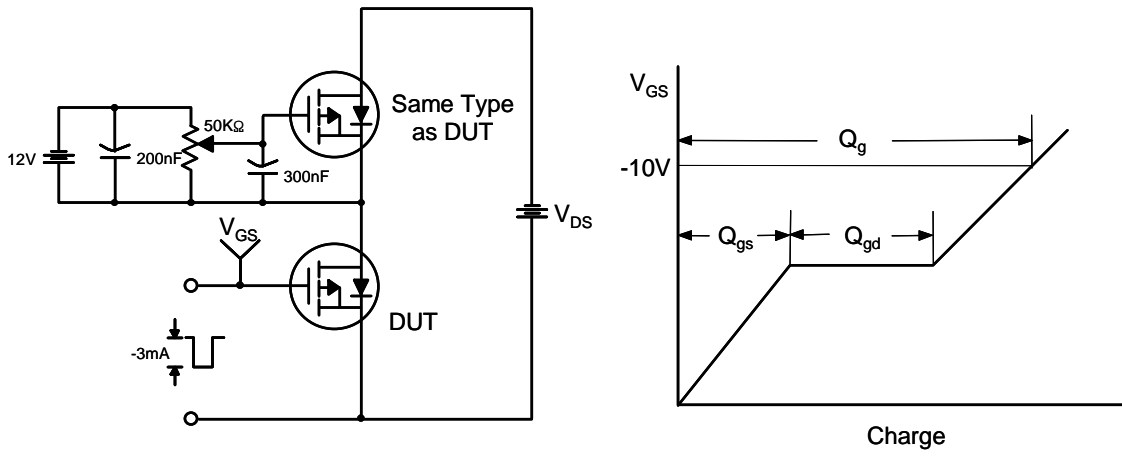 Same Type
as DUT
50KΩ
12V
200nF
300nF
V_GS
V_DS
DUT
-3mA
V_GS
Q_g
-10V
Q_gs
Q_gd
Charge